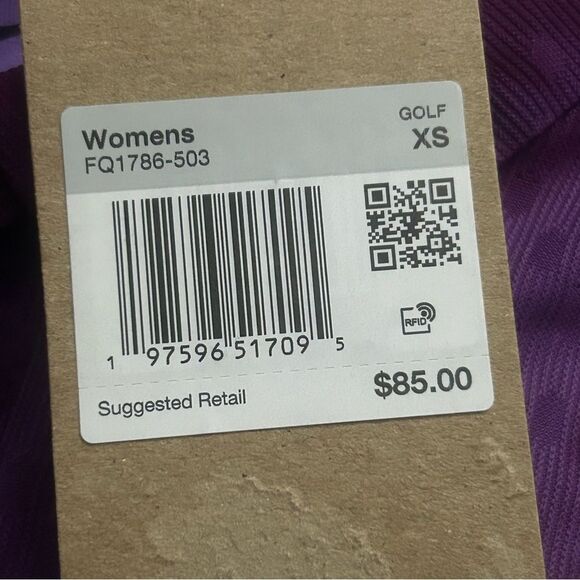 Womens
FQ1786-503
GOLF
XS
RFID
1 97596 51709 5
Suggested Retail
$85.00